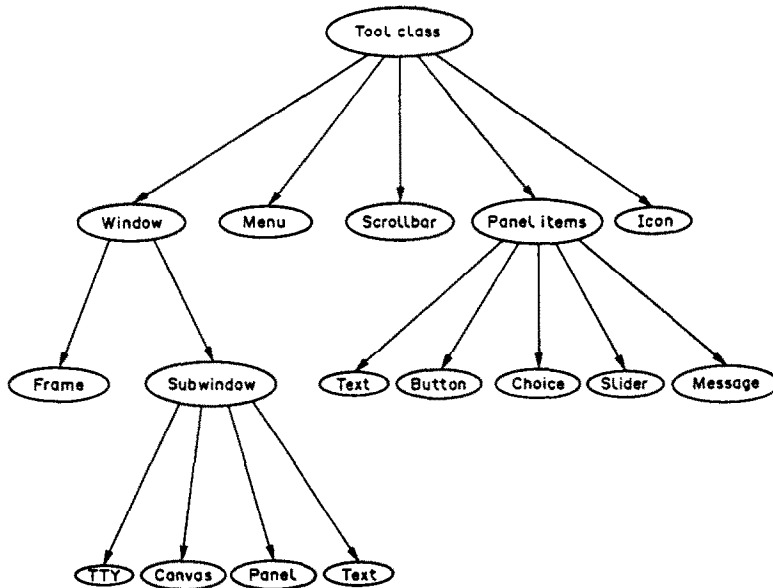 Tool class
Window
Menu
Scrollbar
Panel items
Icon
Frame
Subwindow
Text
Button
Choice
Slider
Message
TTY
Canvas
Panel
Text